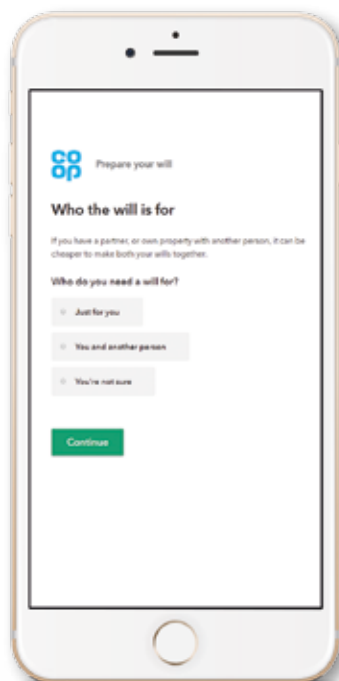 CO
OP
Prepare your will
Who the will is for
If you have a partner, or own property with another person, it can be
cheaper to make both your wills together.
Who do you need a will for?
Just for you
You and another person
You're not sure
Continue